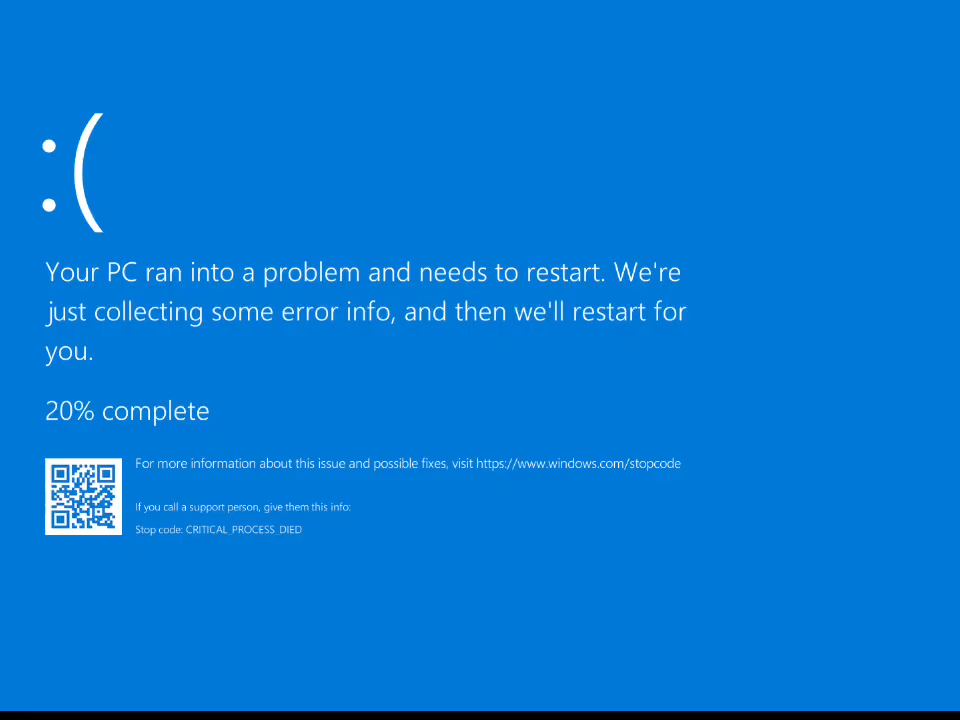 :(
Your PC ran into a problem and needs to restart. We're
just collecting some error info, and then we'll restart for
you.
20% complete
For more information about this issue and possible fixes, visit https://www.windows.com/stopcode
If you call a support person, give them this info:
Stop code: CRITICAL_PROCESS_DIED